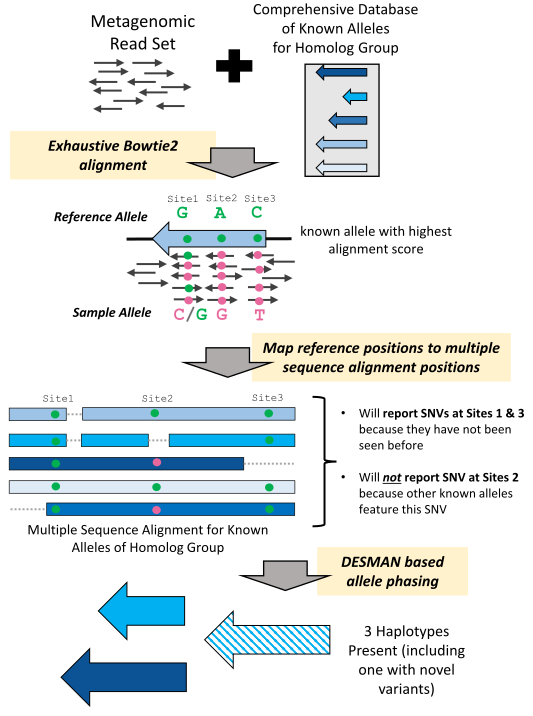 Metagenomic
Read Set
Comprehensive Database
of Known Alleles
for Homolog Group
Exhaustive Bowtie2
alignment
Site1 Site2 Site3
Reference Allele G A C
known allele with highest
alignment score
Sample Allele C/G G T
Map reference positions to multiple
sequence alignment positions
Site1 Site2 Site3
• Will report SNVs at Sites 1 & 3
because they have not been
seen before
• Will not report SNV at Sites 2
because other known alleles
feature this SNV
Multiple Sequence Alignment for Known
Alleles of Homolog Group
DESMAN based
allele phasing
3 Haplotypes
Present (including
one with novel
variants)